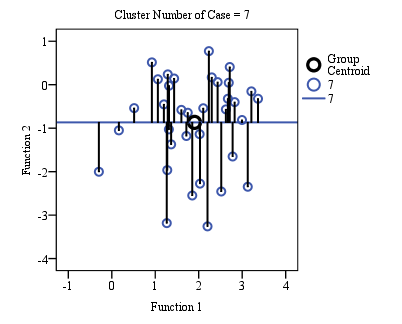 Cluster Number of Case = 7
1
0
-1
-2
-3
-4
Function 2
-1
0
1
2
3
4
Function 1
Group
Centroid
7
7